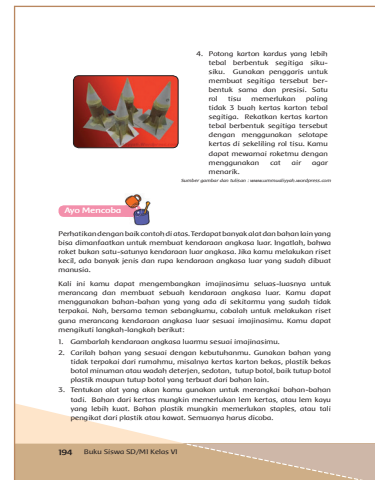 4. Potong karton kardus yang lebih
tebal berbentuk segitiga siku-
siku. Gunakan penggaris untuk
membuat segitiga tersebut ber-
bentuk sama dan presisi. Satu
rol tisu memerlukan paling
tidak 3 buah kertas karton tebal
segitiga. Rekatkan kertas karton
tebal berbentuk segitiga tersebut
dengan menggunakan selotape
kertas di sekeliling rol tisu. Kamu
dapat mewarnai roketmu dengan
menggunakan cat air agar
menarik.
Sumber gambar dan tulisan : www.ummusliyyah.wordpress.com
Ayo Mencoba
Perhatikan dengan baik contoh di atas. Terdapat banyak alat dan bahan lain yang
bisa dimanfaatkan untuk membuat kendaraan angkasa luar. Ingatlah, bahwa
roket bukan satu-satunya kendaraan luar angkasa. Jika kamu melakukan riset
kecil, ada banyak jenis dan rupa kendaraan angkasa luar yang sudah dibuat
manusia.
Kali ini kamu dapat mengembangkan imajinasimu seluas-luasnya untuk
merancang dan membuat sebuah kendaraan angkasa luar. Kamu dapat
menggunakan bahan-bahan yang yang ada di sekitarmu yang sudah tidak
terpakai. Nah, bersama teman sebangkumu, cobalah untuk melakukan riset
guna merancang kendaraan angkasa luar sesuai imajinasimu. Kamu dapat
mengikuti langkah-langkah berikut:
1. Gambarlah kendaraan angkasa luarmu sesuai imajinasimu.
2. Carilah bahan yang sesuai dengan kebutuhanmu. Gunakan bahan yang
tidak terpakai dari rumahmu, misalnya kertas karton bekas, plastik bekas
botol minuman atau wadah deterjen, sedotan, tutup botol, baik tutup botol
plastik maupun tutup botol yang terbuat dari bahan lain.
3. Tentukan alat yang akan kamu gunakan untuk merangkai bahan-bahan
tadi. Bahan dari kertas mungkin memerlukan lem kertas, atau lem kayu
yang lebih kuat. Bahan plastik mungkin memerlukan staples, atau tali
pengikat dari plastik atau kawat. Semuanya harus dicoba.
194 Buku Siswa SD/MI Kelas VI